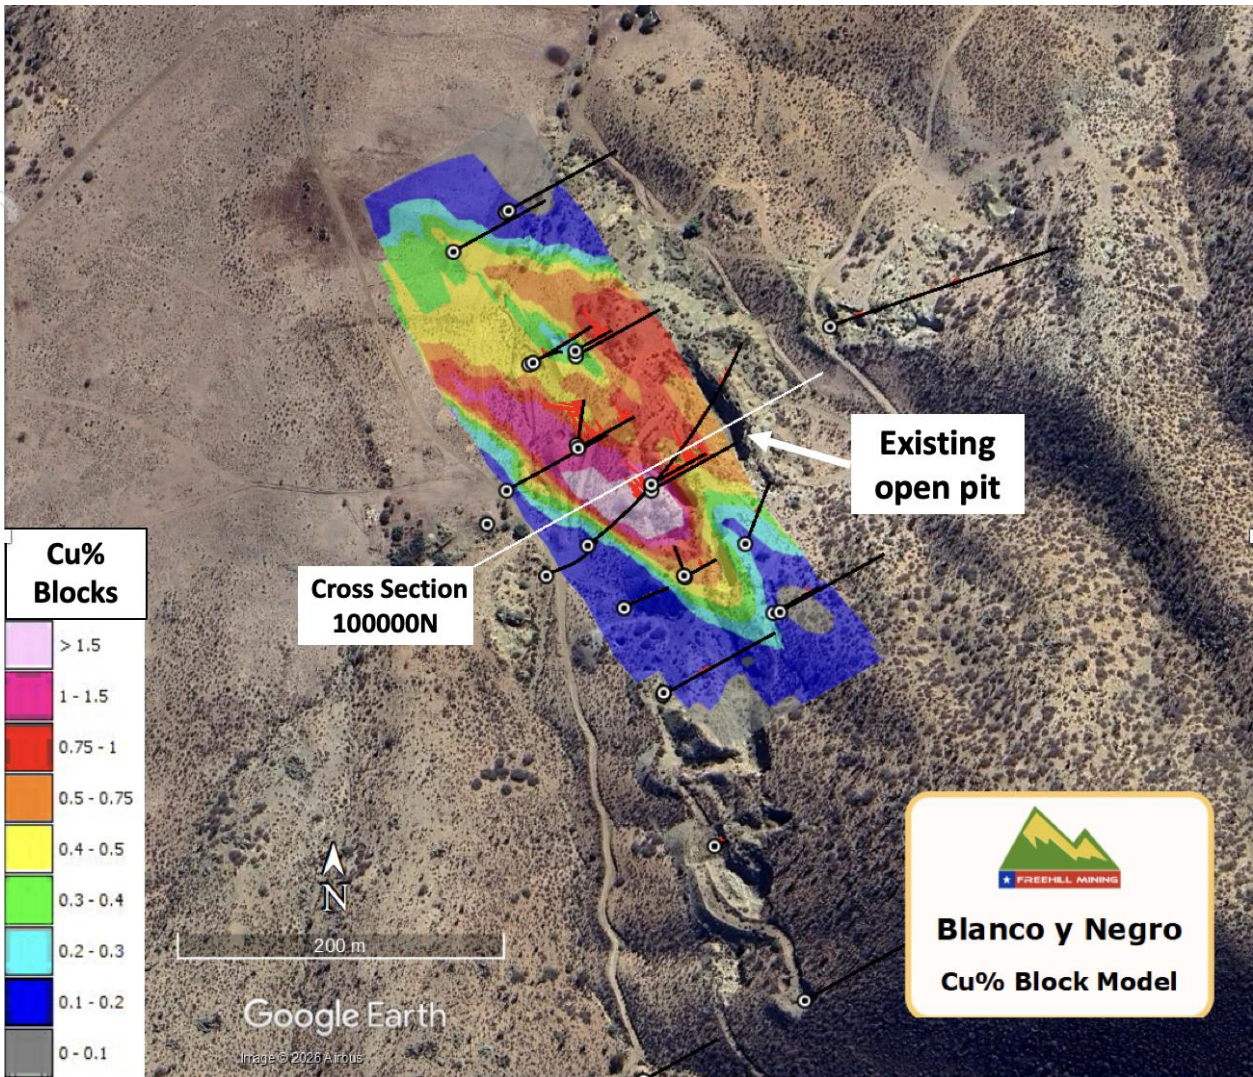 Existing
open pit
Cross Section
100000N
Cu%
Blocks
> 1.5
1 - 1.5
0.75 - 1
0.5 - 0.75
0.4 - 0.5
0.3 - 0.4
0.2 - 0.3
0.1 - 0.2
0 - 0.1
N
200 m
Google Earth
Image © 2026 Airbus
FREEHILL MINING
Blanco y Negro
Cu% Block Model